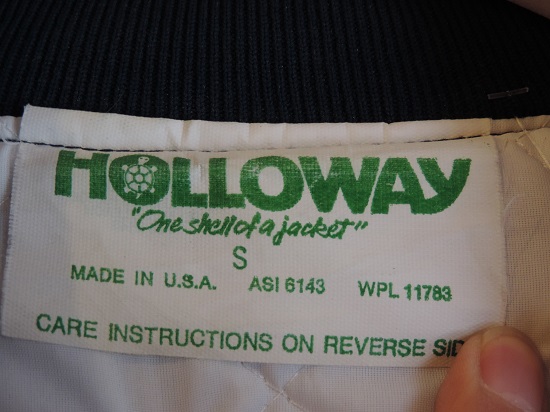 HOLLOWAY
"One shell of a jacket"
S
MADE IN U.S.A. ASI 6143 WPL 11783
CARE INSTRUCTIONS ON REVERSE SID